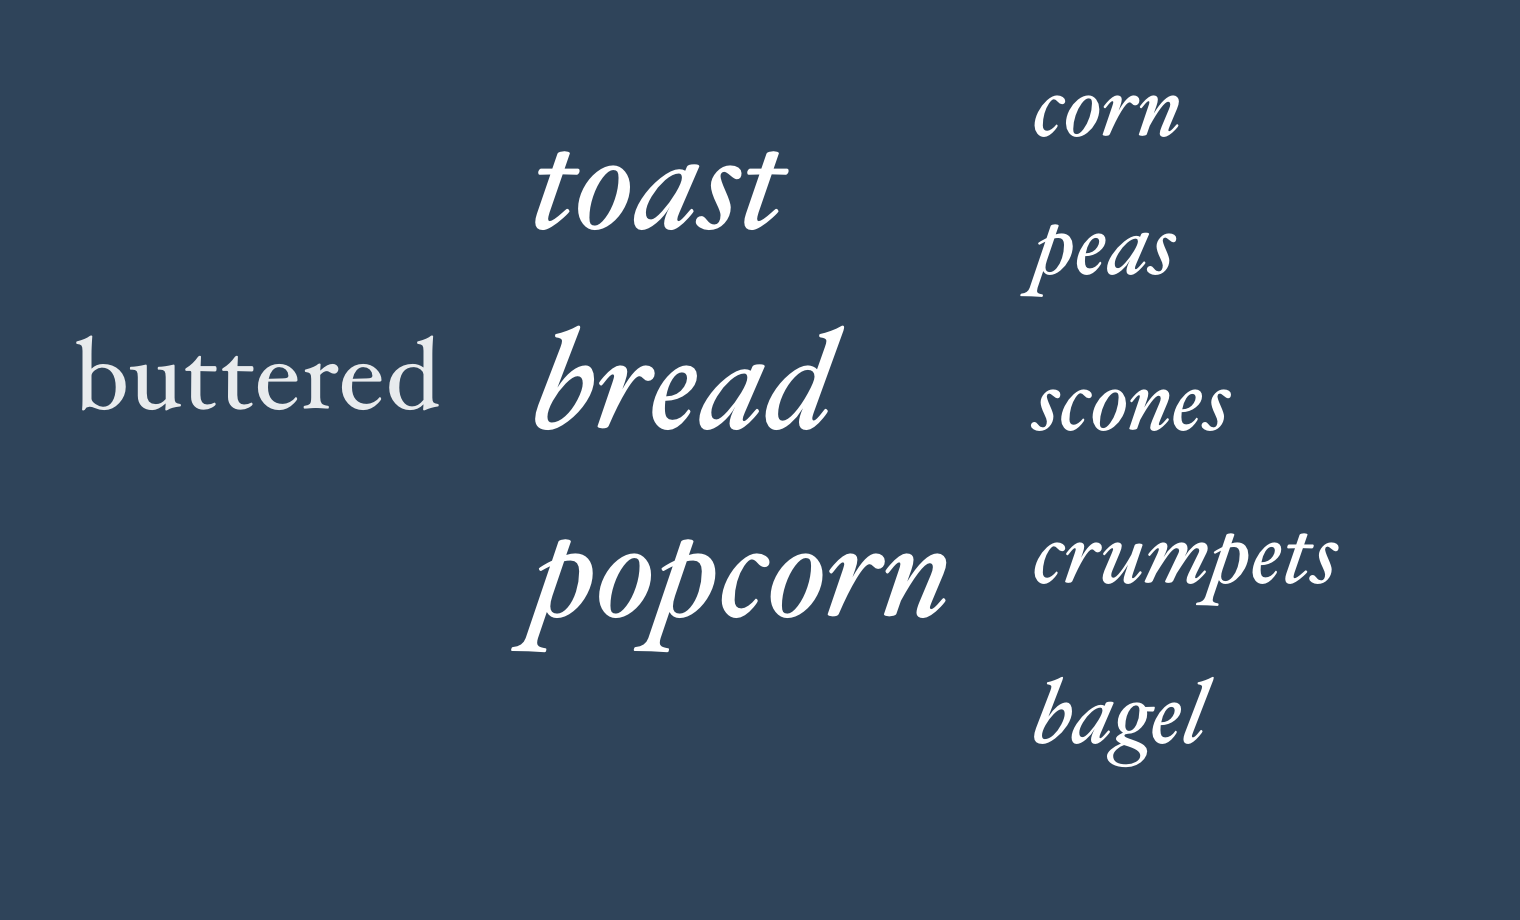 buttered
toast
bread
popcorn
corn
peas
scones
crumpets
bagel